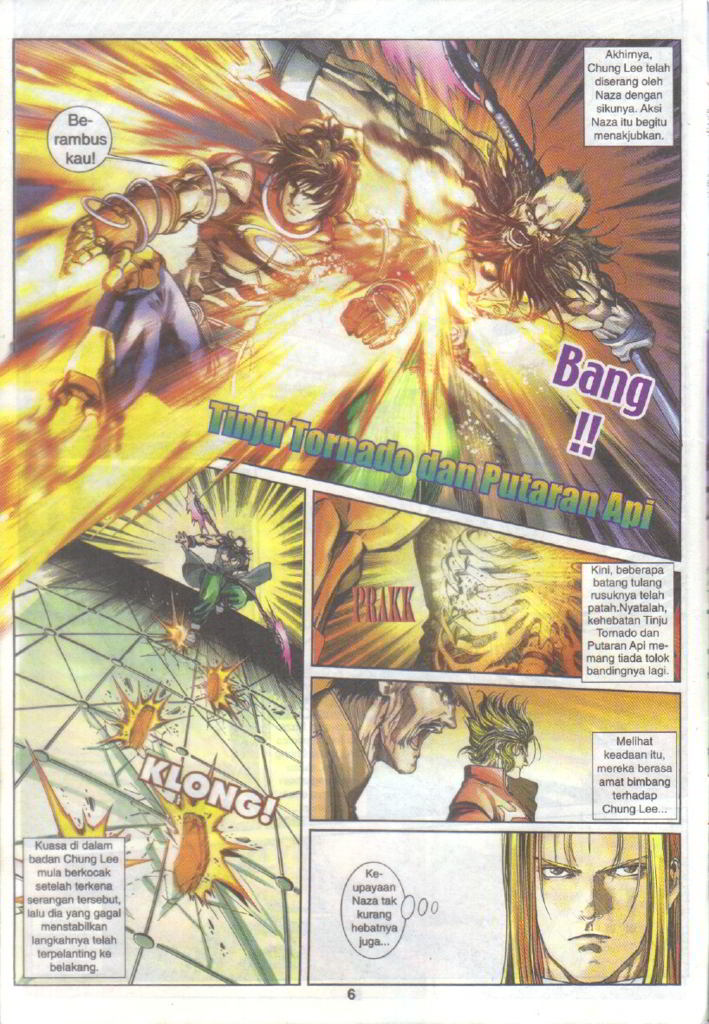 Akhirnya,
Chung Lee telah
diserang oleh
Naza dengan
sikunya. Aksi
Naza itu begitu
menakjubkan.
Be-
rambus
kau!
Bang
!!
Tinju Tornado dan Putaran Api
PRAKK
Kini, beberapa
batang tulang
rusuknya telah
patah.Nyatalah,
kehebatan Tinju
Tornado dan
Putaran Api me-
mang tiada tolok
bandingnya lagi.
KLONG!
Kuasa di dalam
badan Chung Lee
mula berkocak
setelah terkena
serangan tersebut,
lalu dia yang gagal
menstabilkan
langkahnya telah
terpelanting ke
belakang.
Melihat
keadaan itu,
mereka berasa
amat bimbang
terhadap
Chung Lee...
Ke-
upayaan
Naza tak
kurang
hebatnya
juga...
6